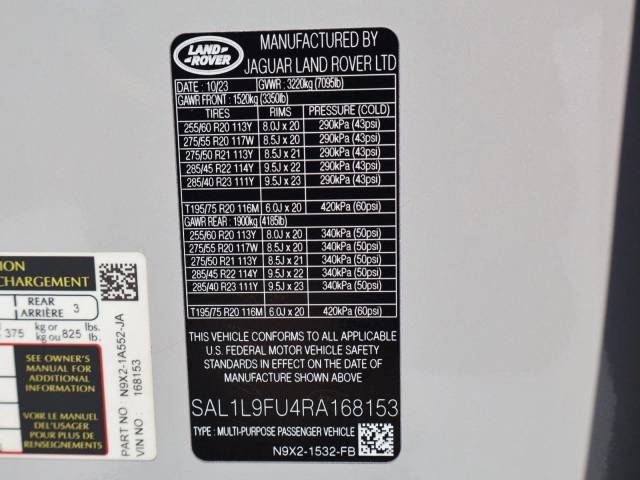 LAND-
ROVER
MANUFACTURED BY
JAGUAR LAND ROVER LTD
DATE : 10/23 GVWR : 3220kg (7095lb)
GAWR FRONT : 1520kg (3350lb)
TIRES RIMS PRESSURE (COLD)
255/60 R20 113Y 8.0J x 20 290kPa (43psi)
275/55 R20 117W 8.5J x 20 290kPa (43psi)
275/50 R21 113Y 8.5J x 21 290kPa (43psi)
285/45 R22 114Y 9.5J x 22 290kPa (43psi)
285/40 R23 111Y 9.5J x 23 290kPa (43psi)
T195/75 R20 116M 6.0J x 20 420kPa (60psi)
GAWR REAR : 1900kg (4185lb)
255/60 R20 113Y 8.0J x 20 340kPa (50psi)
275/55 R20 117W 8.5J x 20 340kPa (50psi)
275/50 R21 113Y 8.5J x 21 340kPa (50psi)
285/45 R22 114Y 9.5J x 22 340kPa (50psi)
285/40 R23 111Y 9.5J x 23 340kPa (50psi)
T195/75 R20 116M 6.0J x 20 420kPa (60psi)
THIS VEHICLE CONFORMS TO ALL APPLICABLE
U.S. FEDERAL MOTOR VEHICLE SAFETY
STANDARDS IN EFFECT ON THE DATE OF
MANUFACTURE SHOWN ABOVE.
SAL1L9FU4RA168153
TYPE : MULTI-PURPOSE PASSENGER VEHICLE
N9X2-1532-FB
CHARGEMENT
REAR
ARRIÈRE 3
375 kg or 825 lbs.
kg ou lb.
SEE OWNER'S
MANUAL FOR
ADDITIONAL
INFORMATION
VOIR LE MANUEL
DE L'USAGER
POUR PLUS DE
RENSEIGNEMENTS
PART NO : N9X2-1A552-JA
VIN NO : 168153